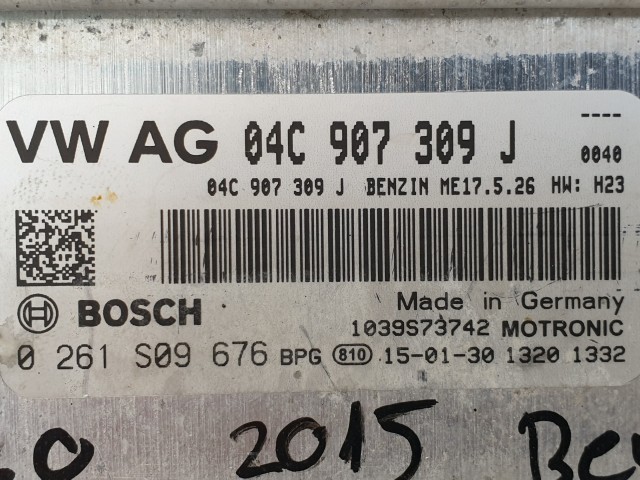 ----
VW AG 04C 907 309 J 0040
04C 907 309 J BENZIN ME17.5.26 HW: H23
BOSCH Made in Germany
1039S73742 MOTRONIC
0 261 S09 676 BPG 810 15-01-30 1320 1332
2015